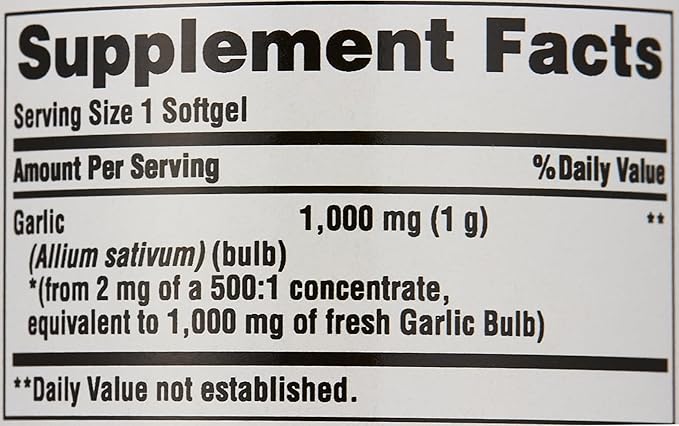 Supplement Facts
Serving Size 1 Softgel
Amount Per Serving %Daily Value
Garlic 1,000 mg (1 g) **
(Allium sativum) (bulb)
*(from 2 mg of a 500:1 concentrate,
equivalent to 1,000 mg of fresh Garlic Bulb)
**Daily Value not established.